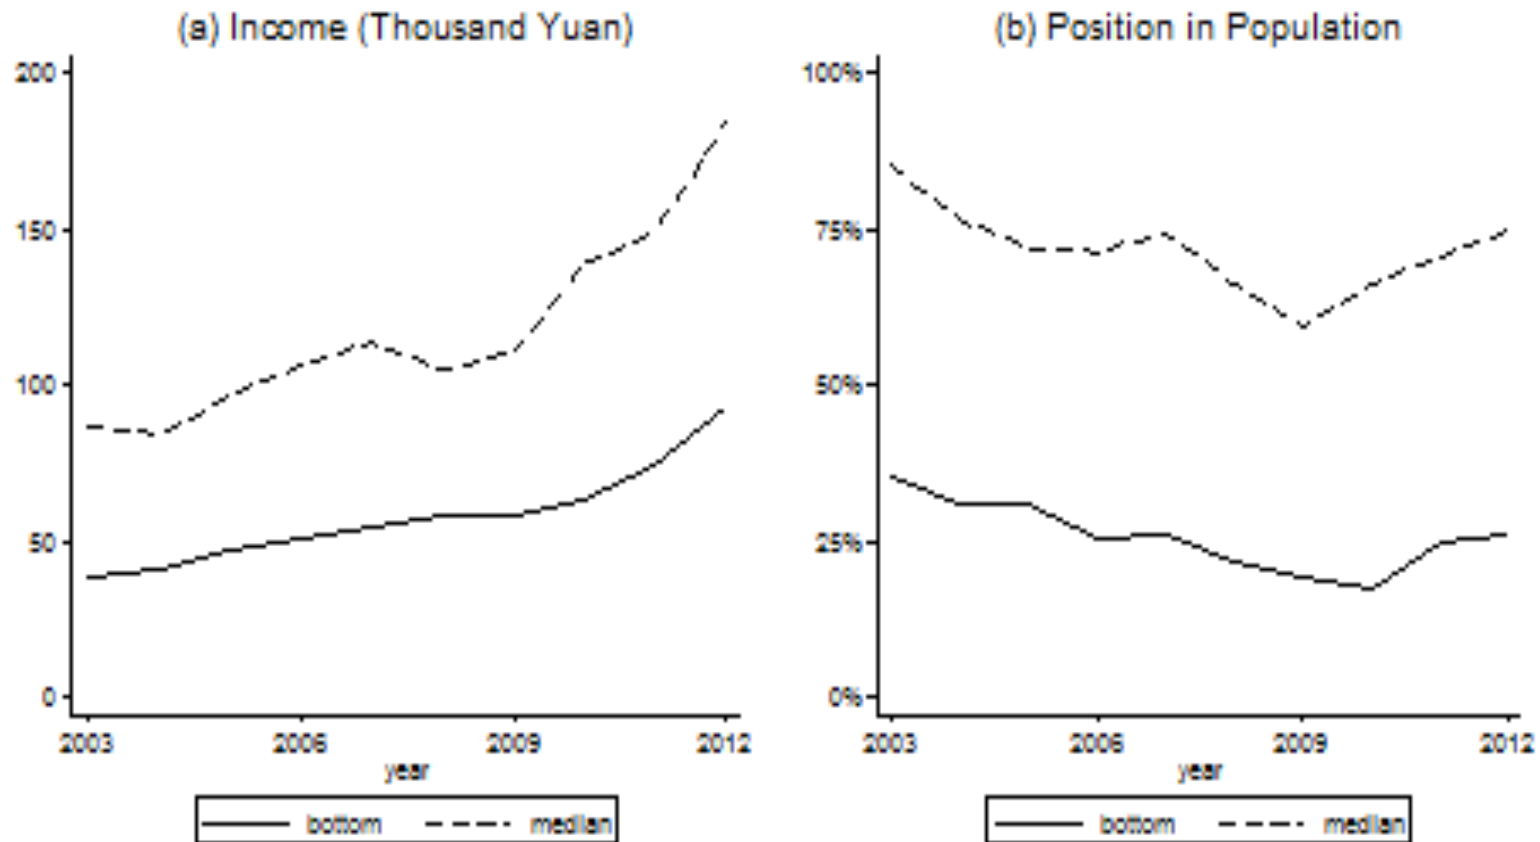 (a) Income (Thousand Yuan)
200
150
100
50
0
2003 2006 2009 2012
year
bottom median
(b) Position in Population
100%
75%
50%
25%
0%
2003 2006 2009 2012
year
bottom median